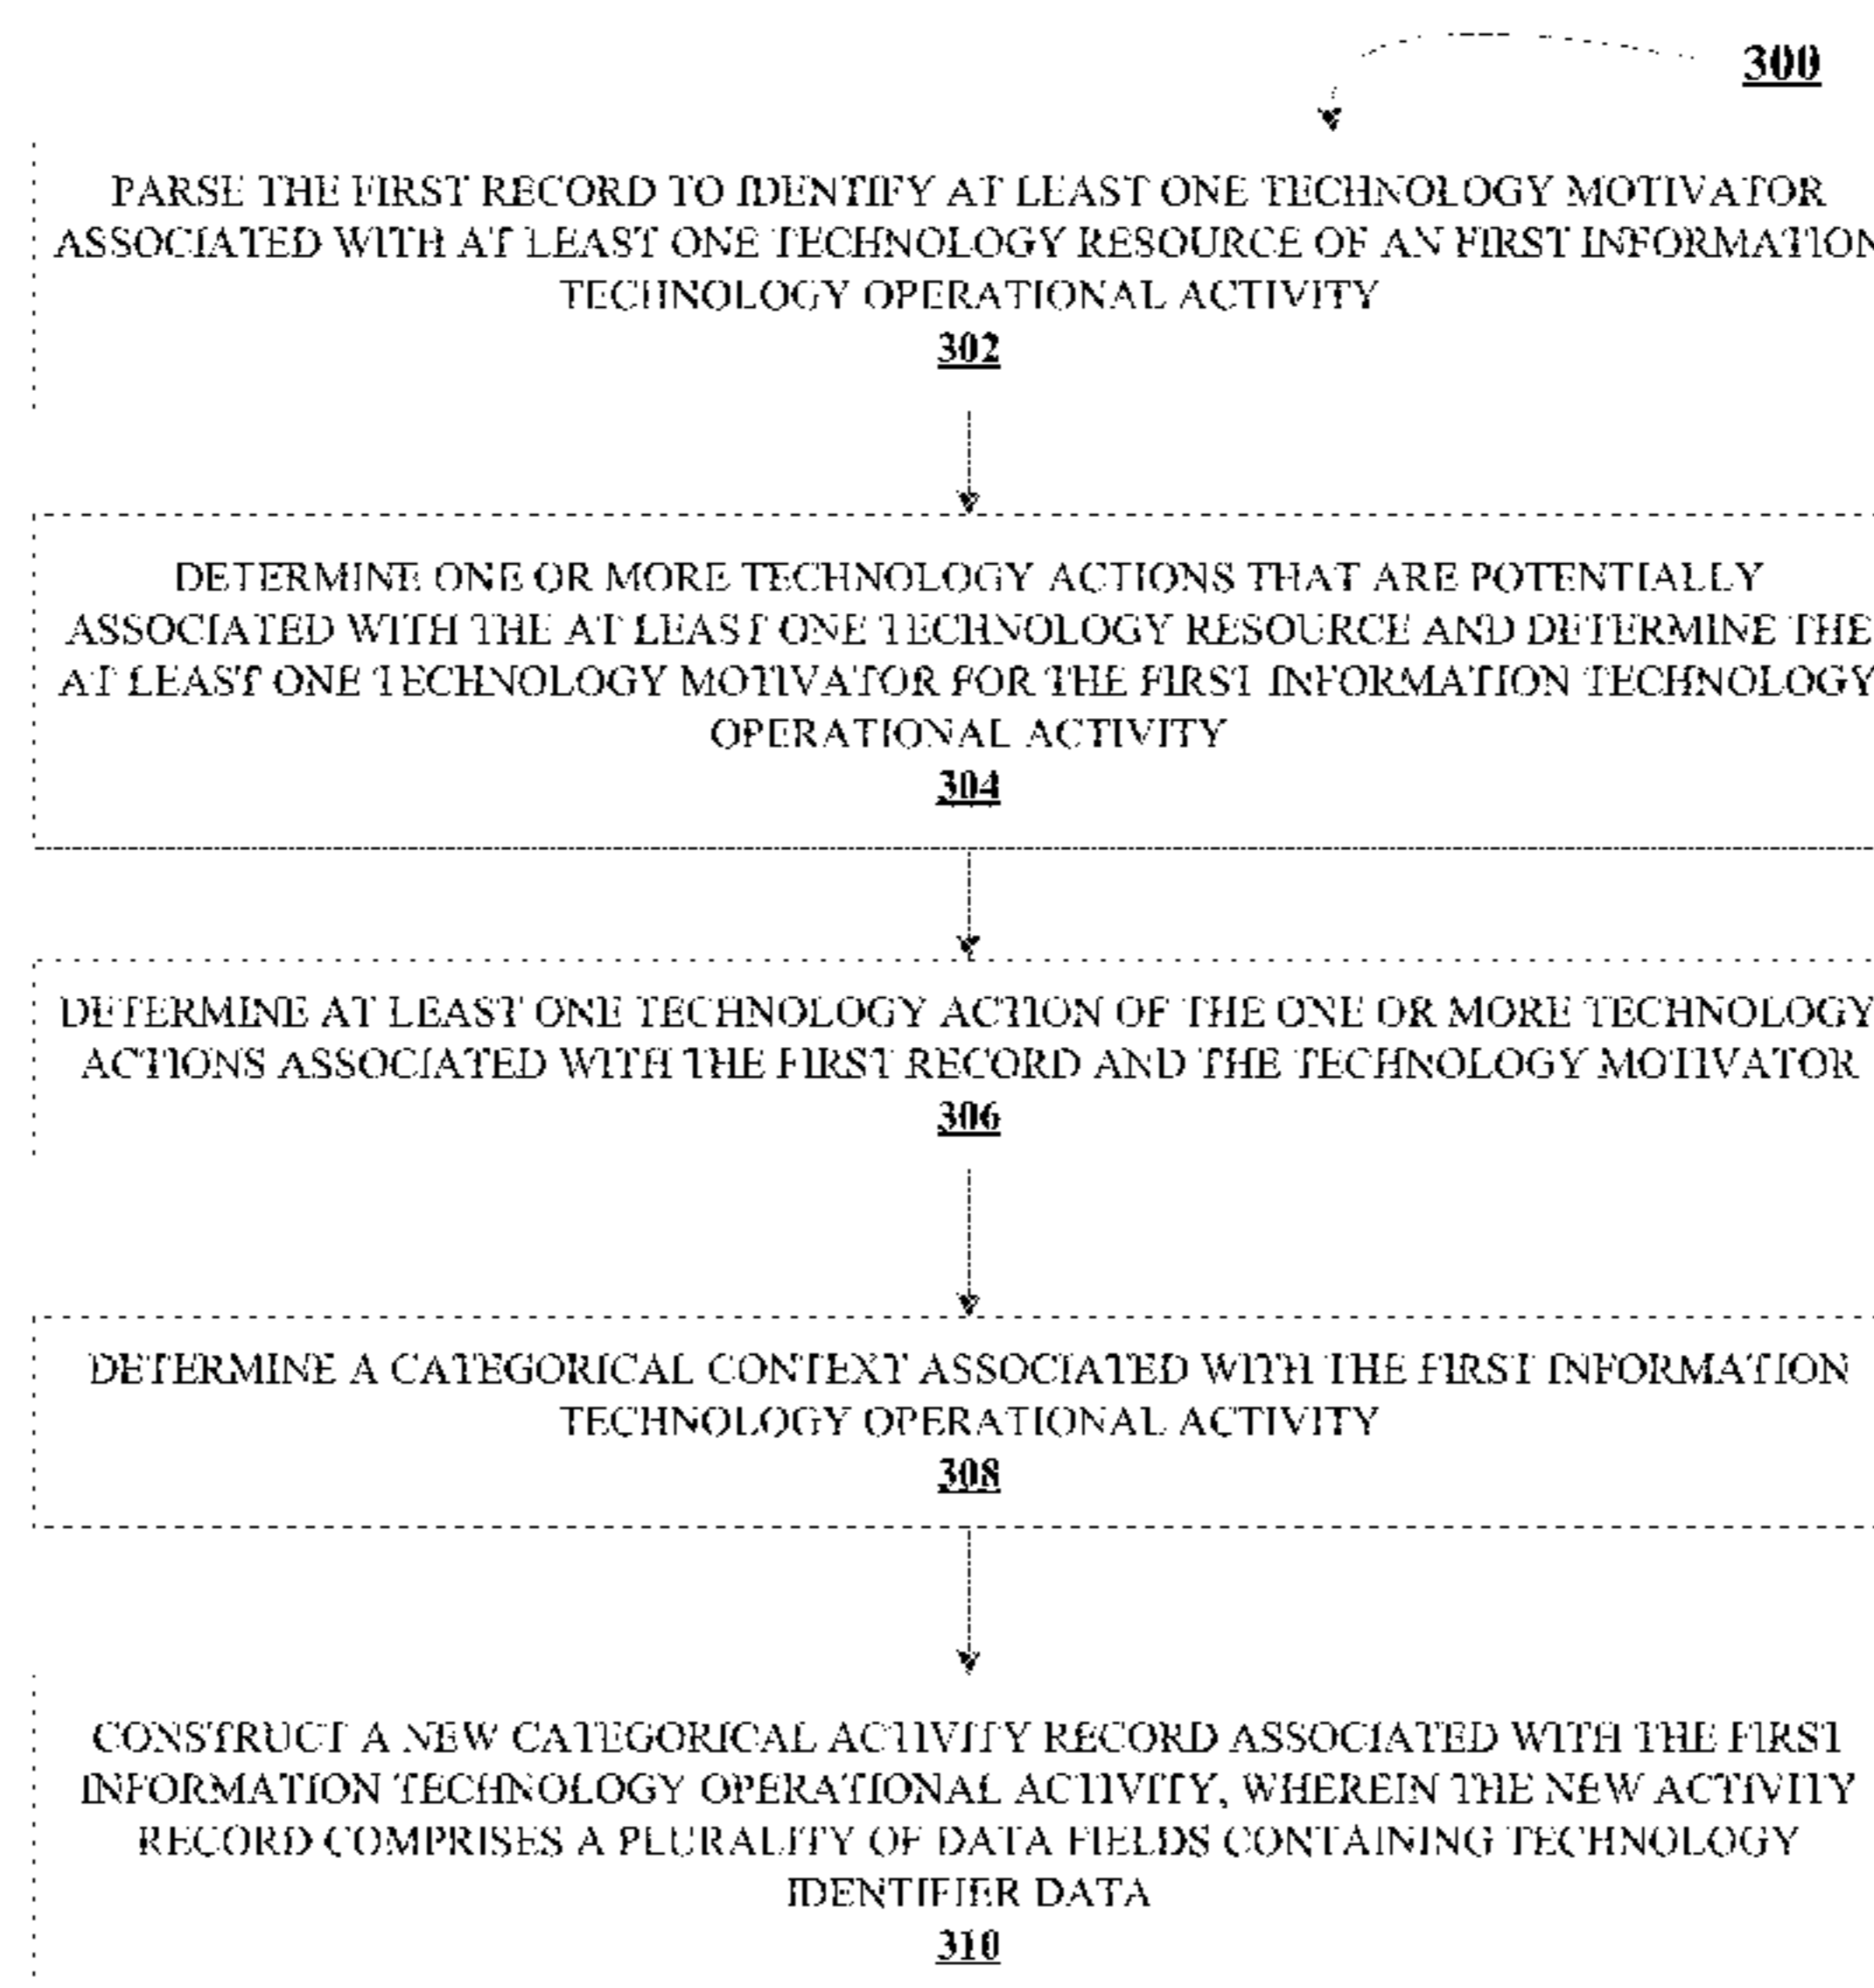 300
PARSE THE FIRST RECORD TO IDENTIFY AT LEAST ONE TECHNOLOGY MOTIVATOR
ASSOCIATED WITH AT LEAST ONE TECHNOLOGY RESOURCE OF AN FIRST INFORMATION
TECHNOLOGY OPERATIONAL ACTIVITY
302
DETERMINE ONE OR MORE TECHNOLOGY ACTIONS THAT ARE POTENTIALLY
ASSOCIATED WITH THE AT LEAST ONE TECHNOLOGY RESOURCE AND DETERMINE THE
AT LEAST ONE TECHNOLOGY MOTIVATOR FOR THE FIRST INFORMATION TECHNOLOGY
OPERATIONAL ACTIVITY
304
DETERMINE AT LEAST ONE TECHNOLOGY ACTION OF THE ONE OR MORE TECHNOLOGY
ACTIONS ASSOCIATED WITH THE FIRST RECORD AND THE TECHNOLOGY MOTIVATOR
306
DETERMINE A CATEGORICAL CONTEXT ASSOCIATED WITH THE FIRST INFORMATION
TECHNOLOGY OPERATIONAL ACTIVITY
308
CONSTRUCT A NEW CATEGORICAL ACTIVITY RECORD ASSOCIATED WITH THE FIRST
INFORMATION TECHNOLOGY OPERATIONAL ACTIVITY, WHEREIN THE NEW ACTIVITY
RECORD COMPRISES A PLURALITY OF DATA FIELDS CONTAINING TECHNOLOGY
IDENTIFIER DATA
310